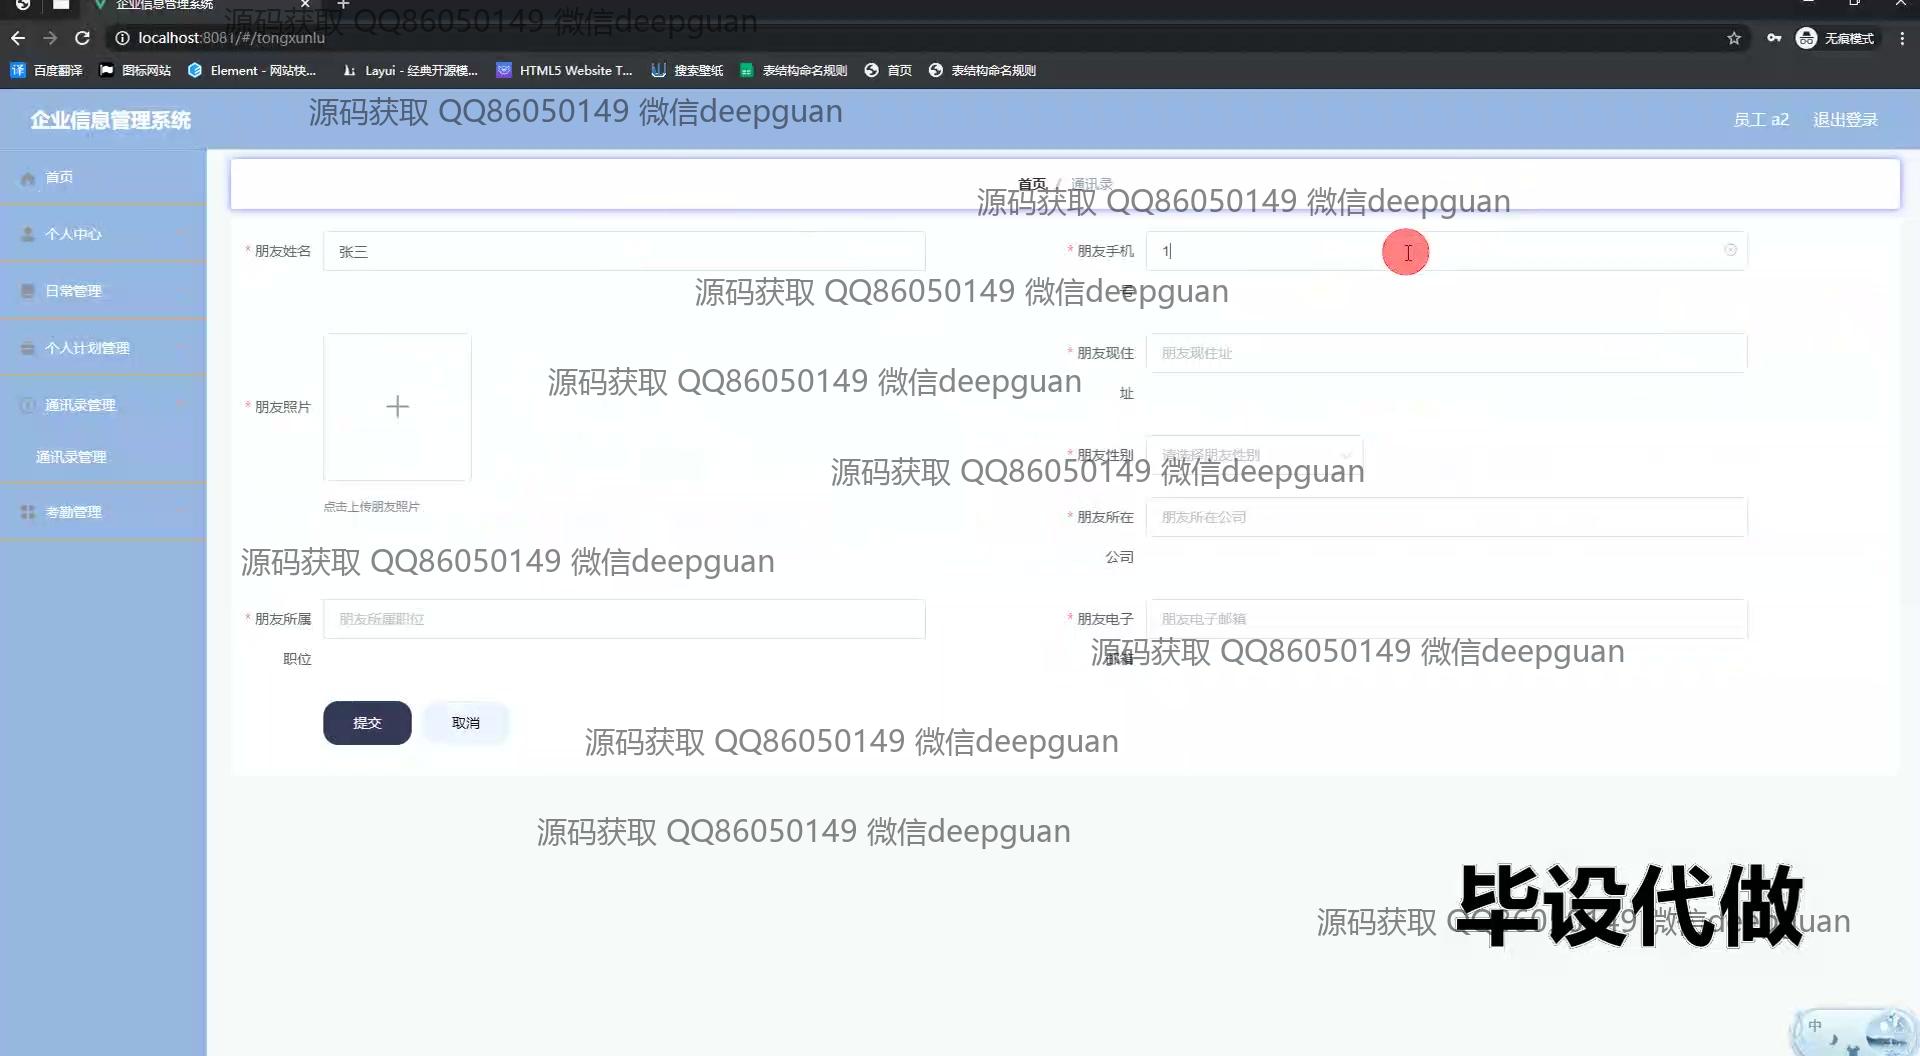 企业信息管理系统
源码获取 QQ86050149 微信deepguan
localhost:8081/#/tongxunlu
无痕模式
百度翻译
图标网站
Element - 网站快...
Layui - 经典开源模...
HTML5 Website T...
搜索壁纸
表结构命名规则
首页
表结构命名规则
企业信息管理系统
源码获取 QQ86050149 微信deepguan
员工 a2
退出登录
首页
个人中心
日常管理
个人计划管理
通讯录管理
通讯录管理
考勤管理
首页 / 通讯录
源码获取 QQ86050149 微信deepguan
* 朋友姓名
张三
* 朋友手机
1
源码获取 QQ86050149 微信deepguan
* 朋友照片
点击上传朋友照片
* 朋友现住
址
朋友现住址
源码获取 QQ86050149 微信deepguan
* 朋友性别
请选择朋友性别
源码获取 QQ86050149 微信deepguan
* 朋友所在
公司
朋友所在公司
源码获取 QQ86050149 微信deepguan
* 朋友所属
职位
朋友所属职位
* 朋友电子
邮箱
朋友电子邮箱
源码获取 QQ86050149 微信deepguan
提交
取消
源码获取 QQ86050149 微信deepguan
源码获取 QQ86050149 微信deepguan
毕设代做
源码获取 QQ86050149 微信deepguan
中